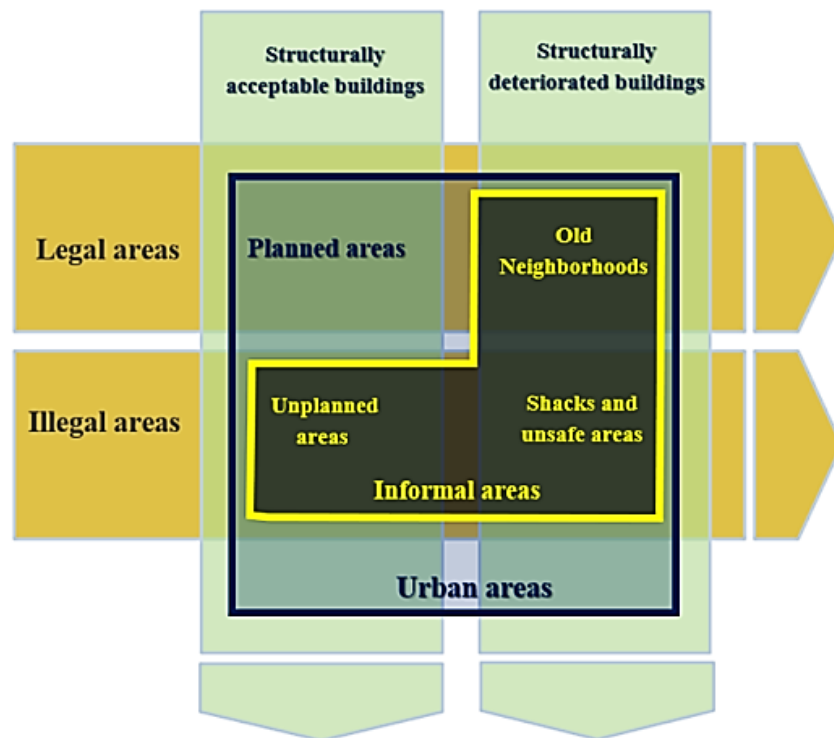 Structurally
acceptable buildings
Structurally
deteriorated buildings
Legal areas
Planned areas
Old
Neighborhoods
Illegal areas
Unplanned
areas
Shacks and
unsafe areas
Informal areas
Urban areas